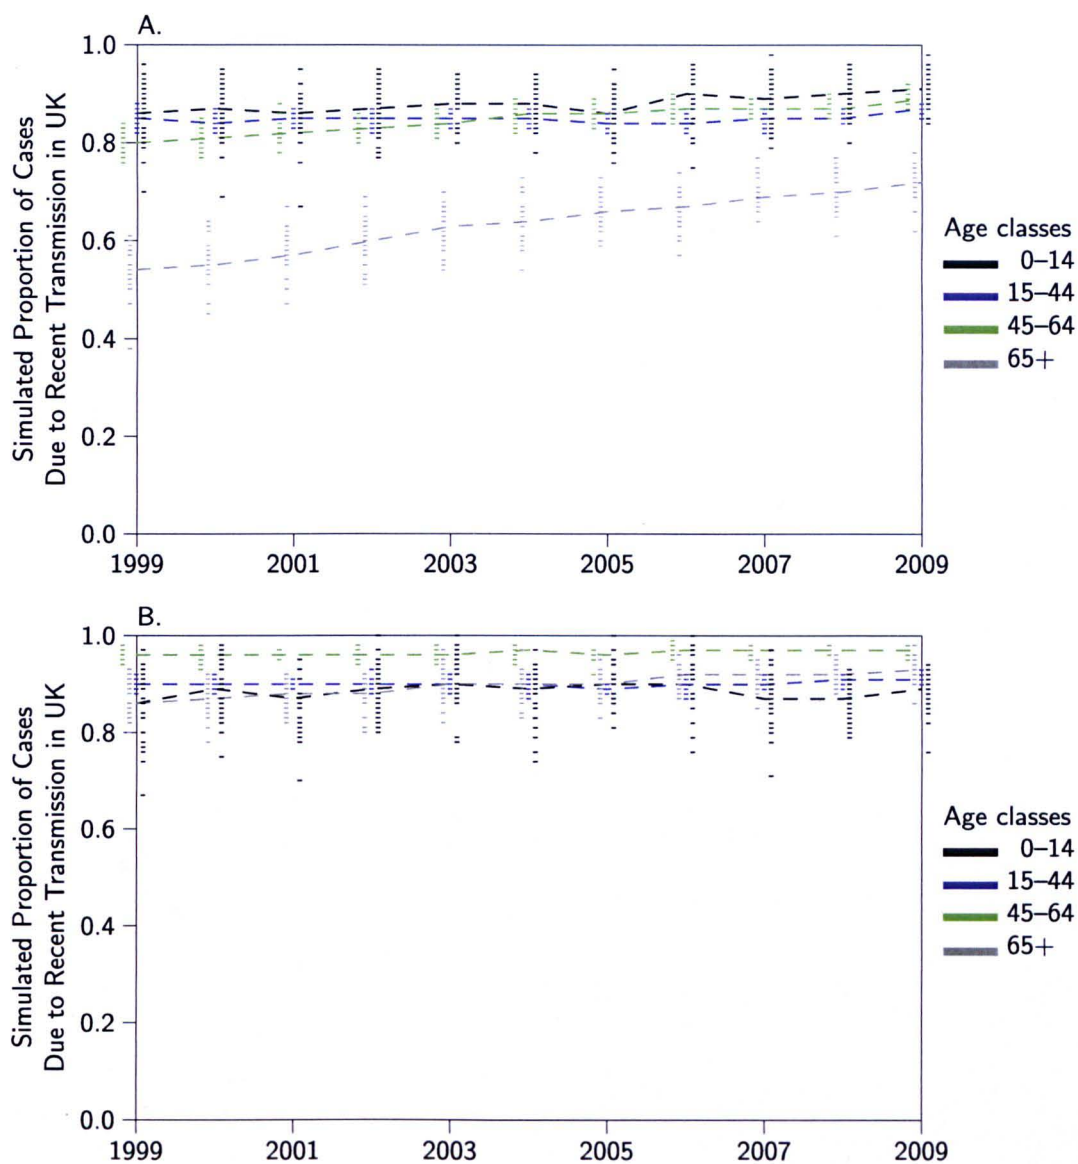 A.
Simulated Proportion of Cases
Due to Recent Transmission in UK
1.0
0.8
0.6
0.4
0.2
0.0
1999 2001 2003 2005 2007 2009
Age classes
0–14
15–44
45–64
65+
B.
Simulated Proportion of Cases
Due to Recent Transmission in UK
1.0
0.8
0.6
0.4
0.2
0.0
1999 2001 2003 2005 2007 2009
Age classes
0–14
15–44
45–64
65+